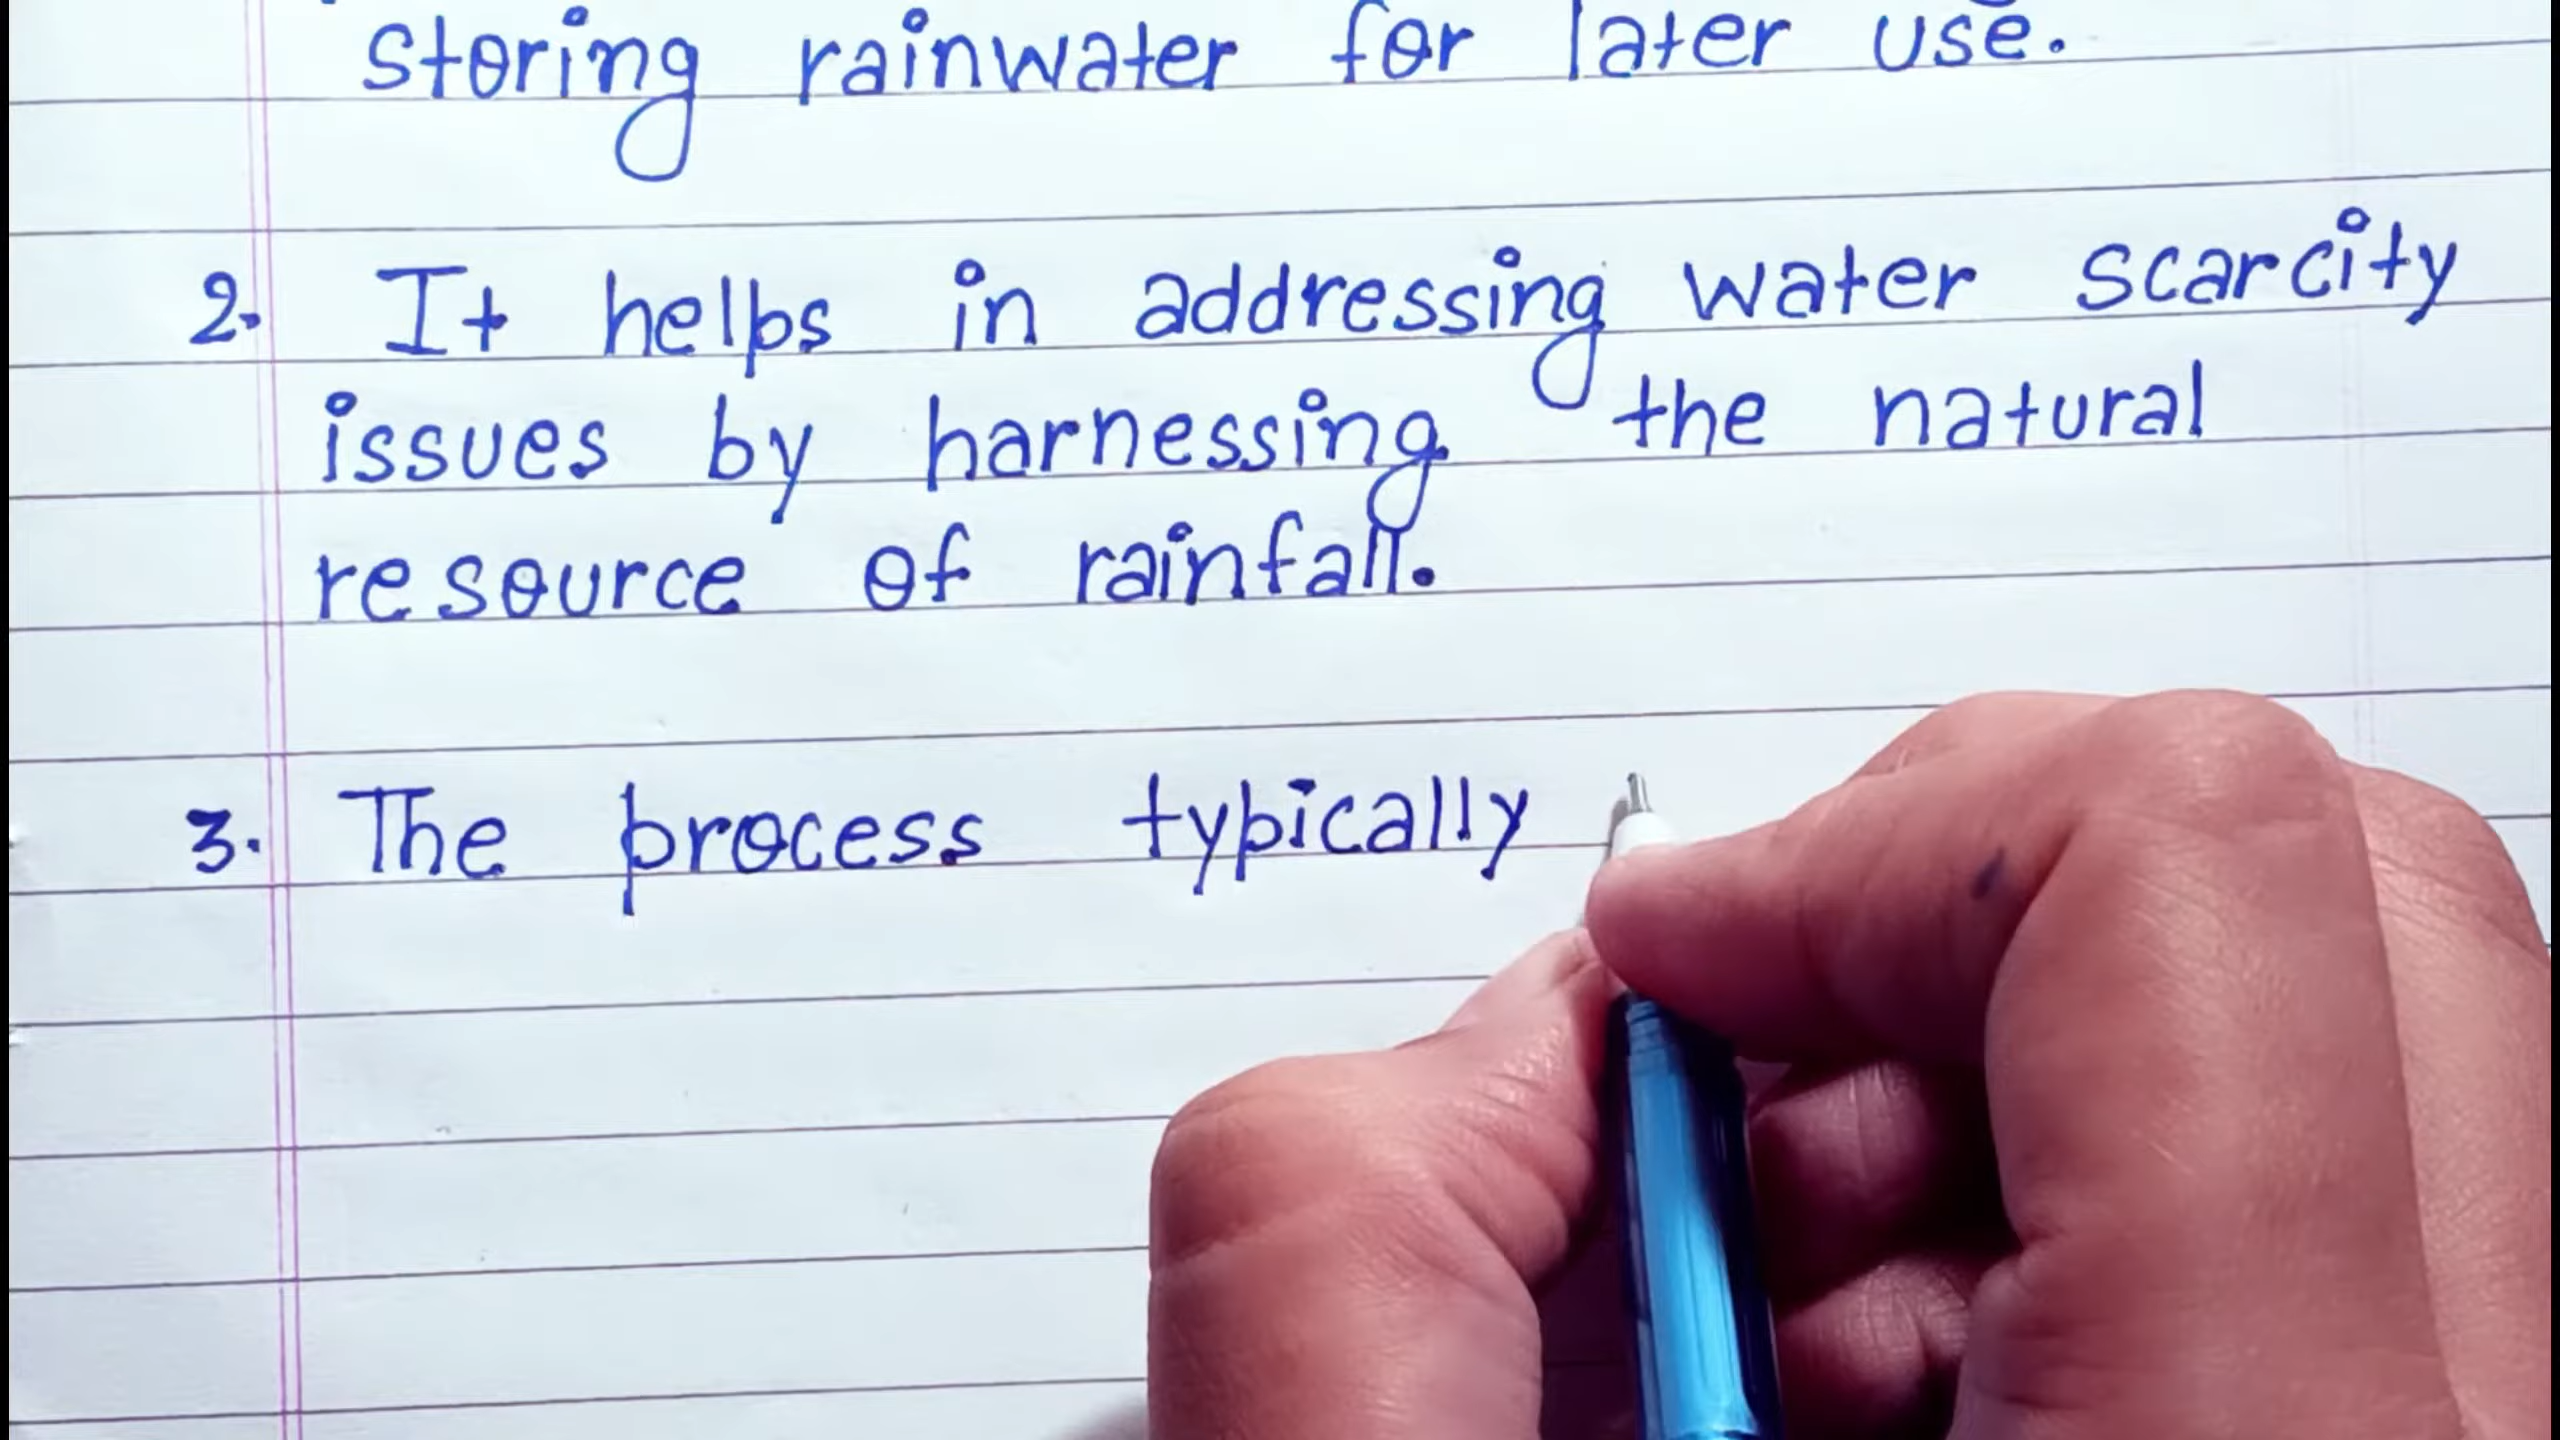 storing rainwater for later use.
2. It helps in addressing water scarcity
issues by harnessing the natural
resource of rainfall.
3. The process typically